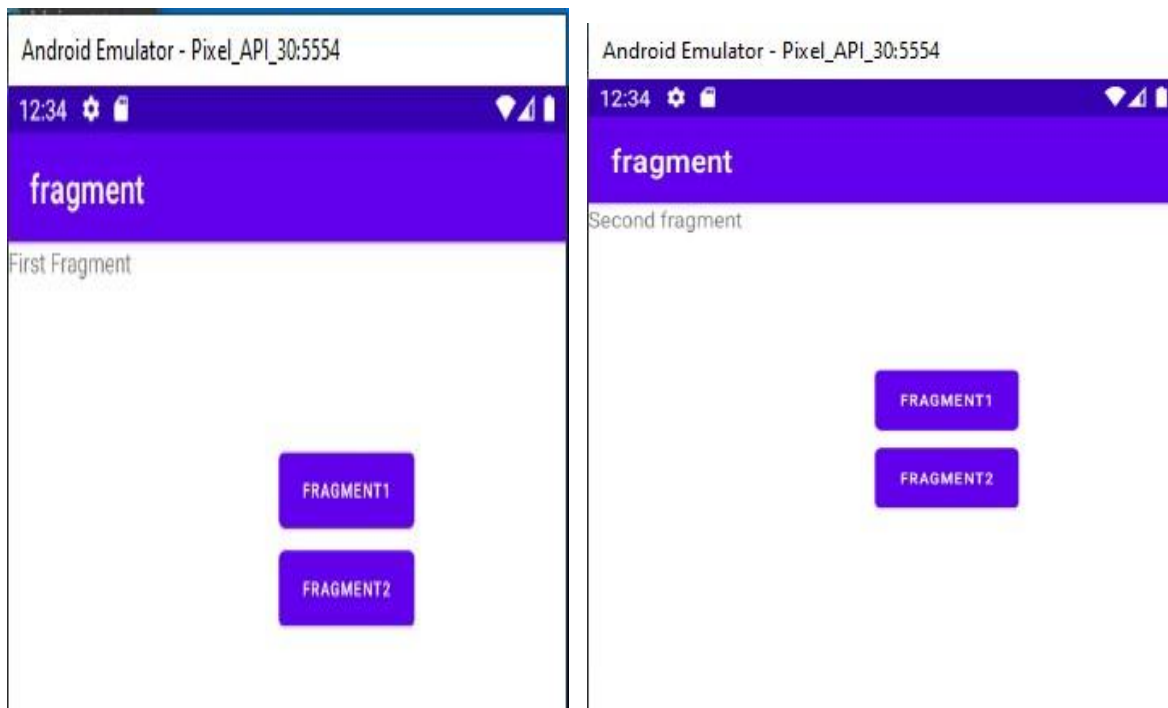 Android Emulator - Pixel_API_30:5554
12:34
fragment
First Fragment
FRAGMENT1
FRAGMENT2
Android Emulator - Pixel_API_30:5554
12:34
fragment
Second fragment
FRAGMENT1
FRAGMENT2